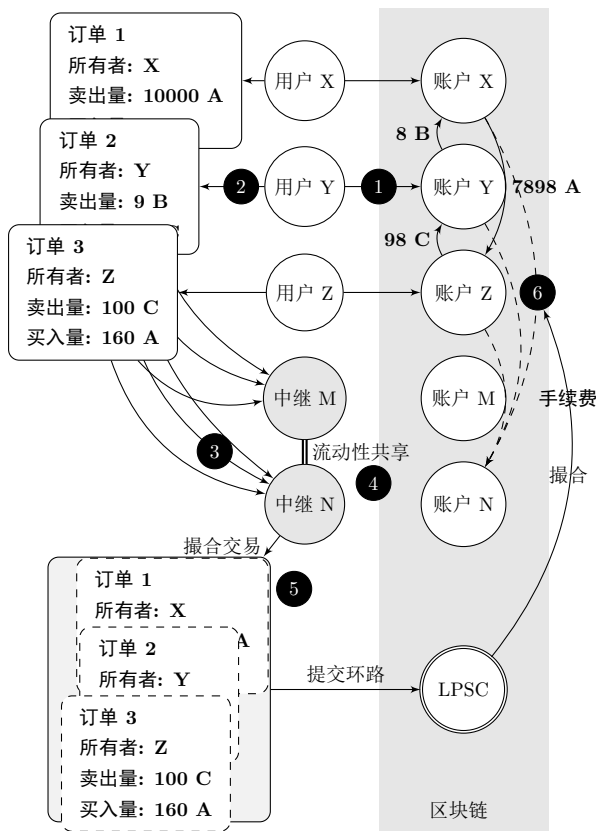 订单 1
所有者: X
卖出量: 10000 A
订单 2
所有者: Y
卖出量: 9 B
订单 3
所有者: Z
卖出量: 100 C
买入量: 160 A
用户 X
账户 X
8 B
2
用户 Y
1
账户 Y
7898 A
98 C
用户 Z
账户 Z
6
中继 M
账户 M
手续费
3
流动性共享
4
中继 N
账户 N
撮合
撮合交易
5
订单 1
所有者: X
A
订单 2
所有者: Y
订单 3
所有者: Z
卖出量: 100 C
买入量: 160 A
提交环路
LPSC
区块链